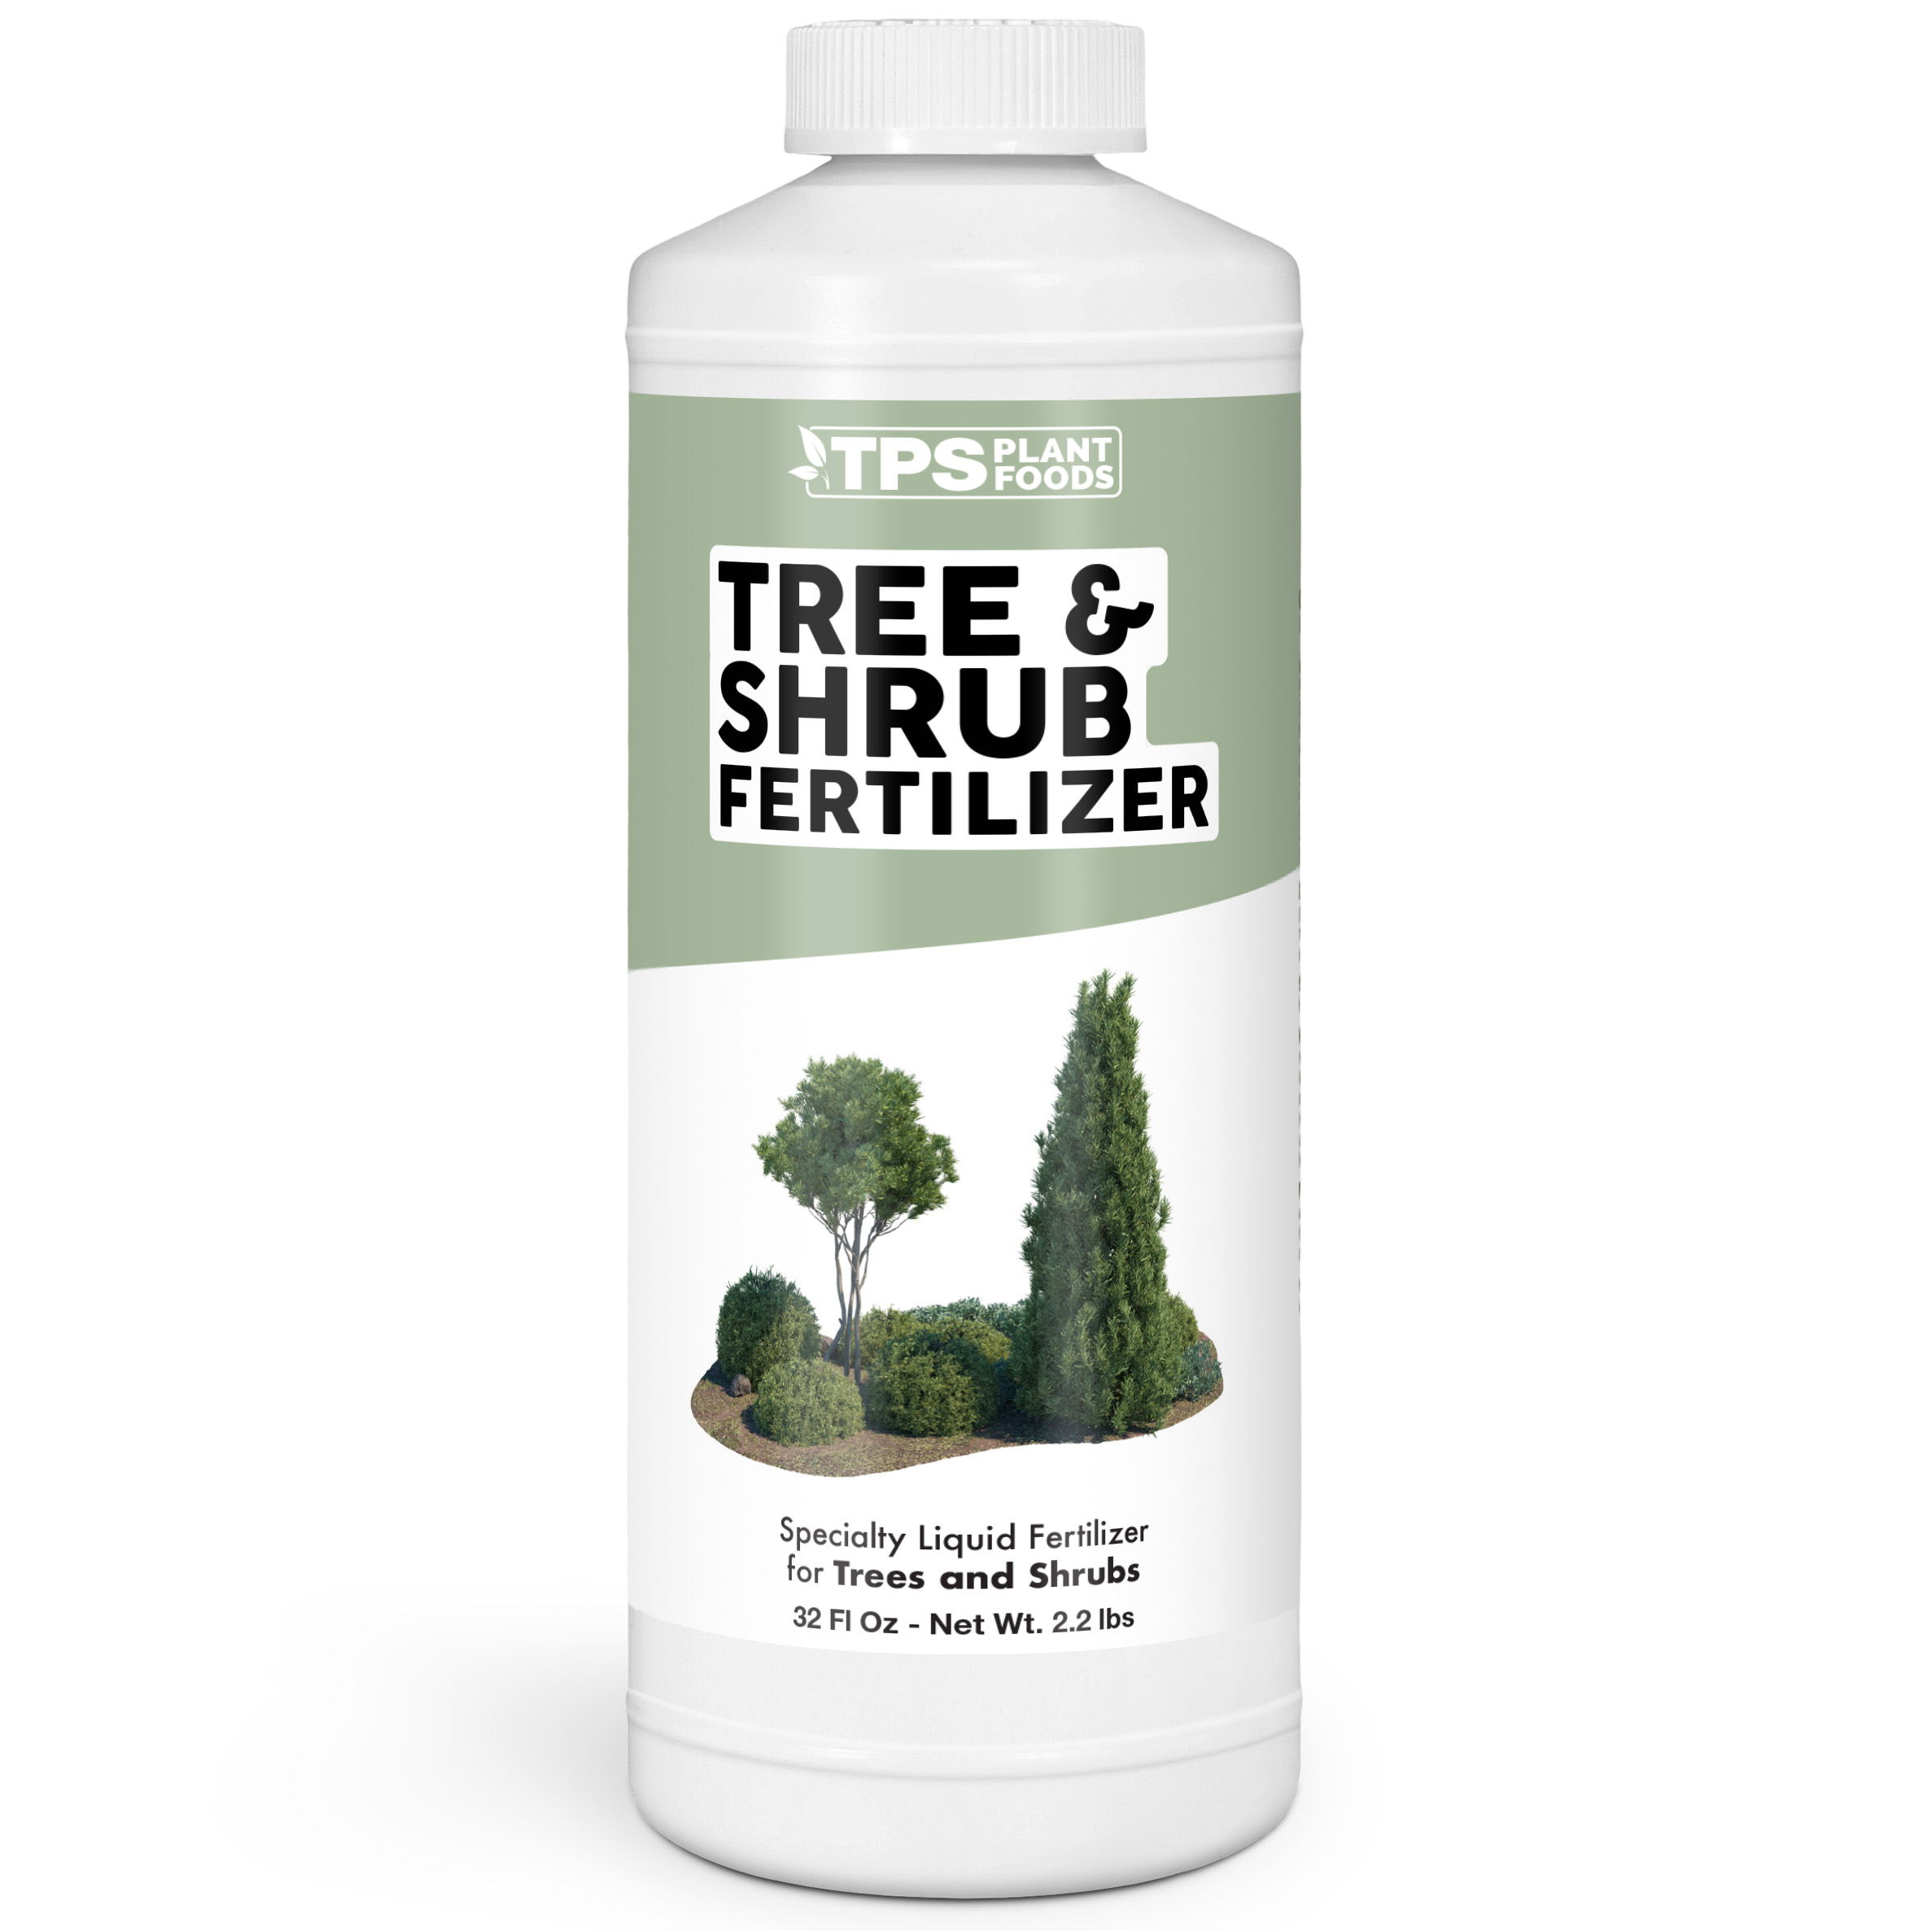 TPS PLANT
FOODS
TREE &
SHRUB
FERTILIZER
Specialty Liquid Fertilizer
for Trees and Shrubs
32 Fl Oz - Net Wt. 2.2 lbs